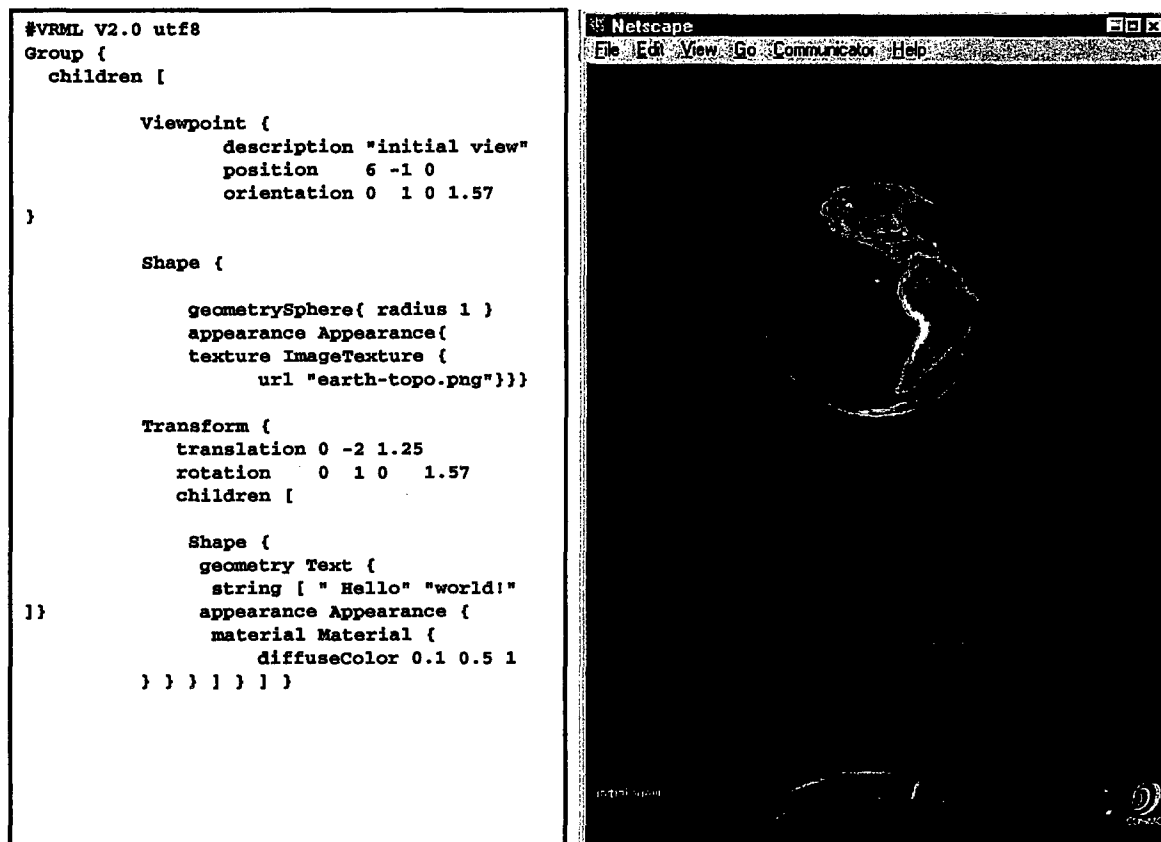 #VRML V2.0 utf8
Group {
children [
Viewpoint {
description "initial view"
position 6 -1 0
orientation 0 1 0 1.57
}
Shape {
geometrySphere{ radius 1 }
appearance Appearance{
texture ImageTexture {
url "earth-topo.png"}}}
Transform {
translation 0 -2 1.25
rotation 0 1 0 1.57
children [
Shape {
geometry Text {
string [ " Hello" "world!"
]} appearance Appearance {
material Material {
diffuseColor 0.1 0.5 1
} } } ] } ] }
Netscape
File Edit View Go Communicator Help